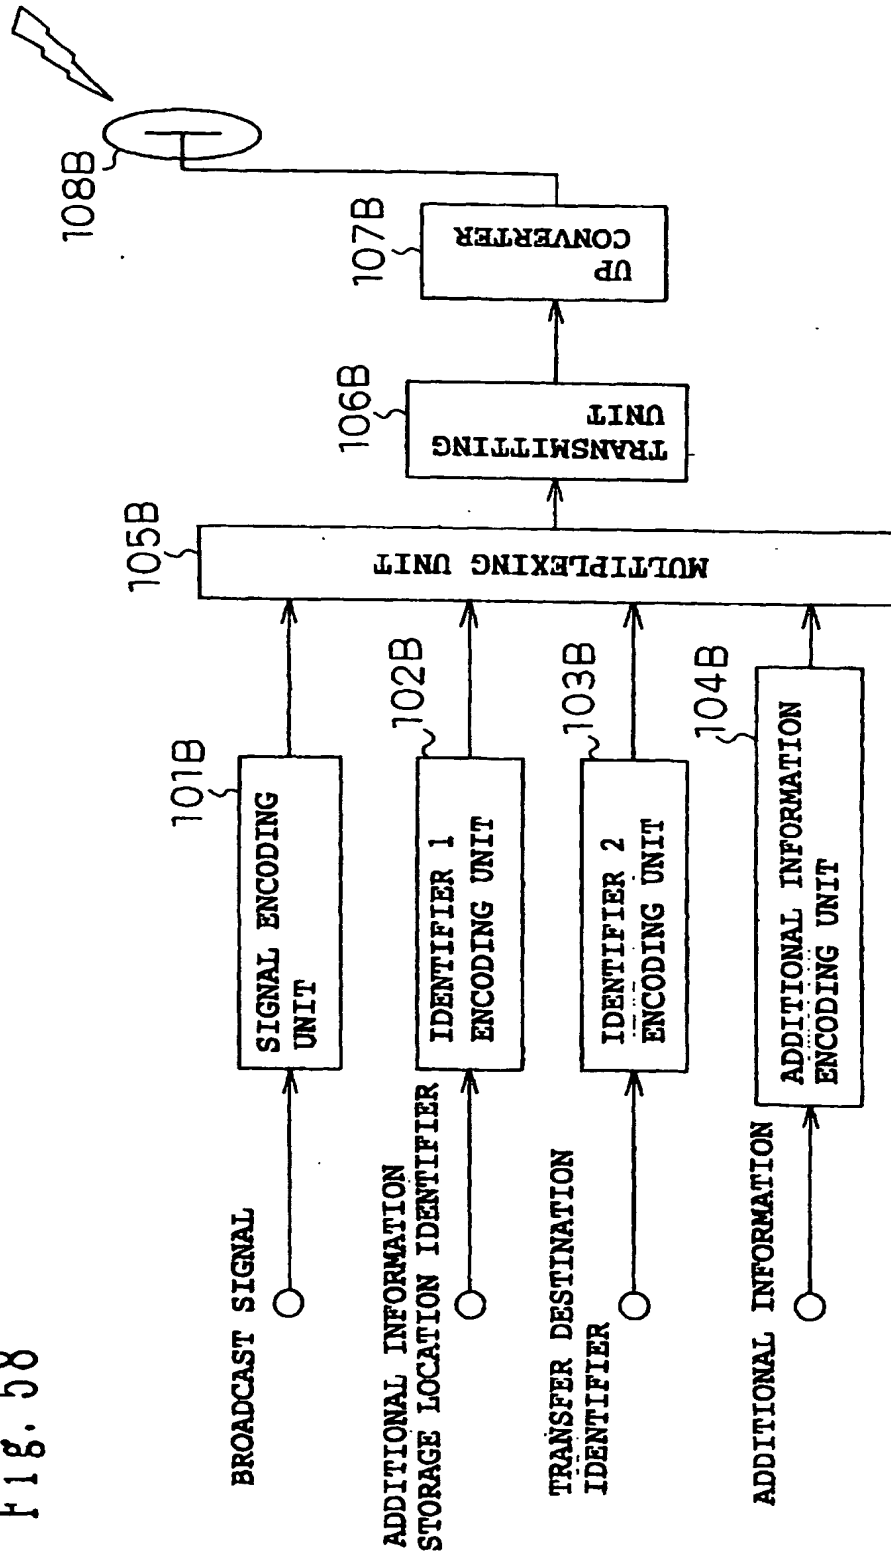 Fig. 58
BROADCAST SIGNAL
101B
SIGNAL ENCODING
UNIT
ADDITIONAL INFORMATION
STORAGE LOCATION IDENTIFIER
102B
IDENTIFIER 1
ENCODING UNIT
TRANSFER DESTINATION
IDENTIFIER
103B
IDENTIFIER 2
ENCODING UNIT
ADDITIONAL INFORMATION
104B
ADDITIONAL INFORMATION
ENCODING UNIT
105B
MULTIPLEXING UNIT
106B
TRANSMITTING
UNIT
107B
UP
CONVERTER
108B